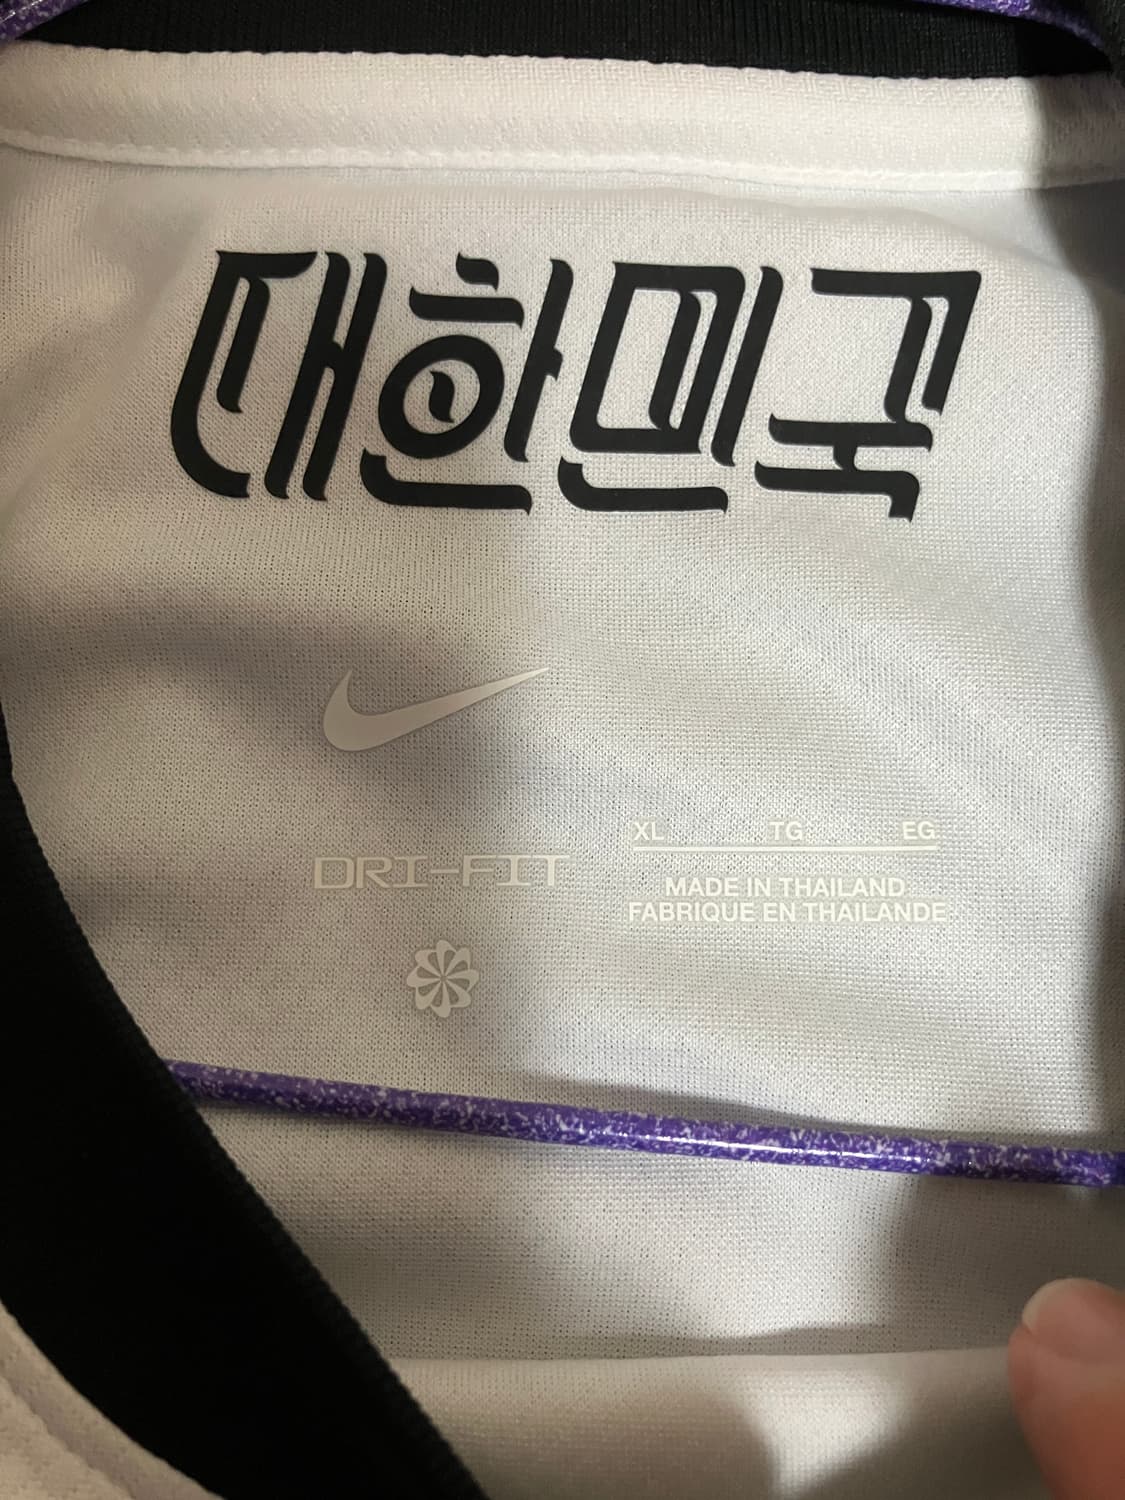 대한민국
DRI-FIT
XL TG EG
MADE IN THAILAND
FABRIQUE EN THAILANDE